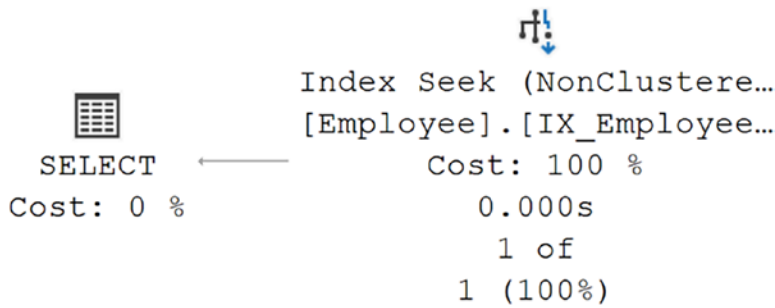 SELECT
Cost: 0 %
Index Seek (NonClustere…
[Employee].[IX_Employee…
Cost: 100 %
0.000s
1 of
1 (100%)